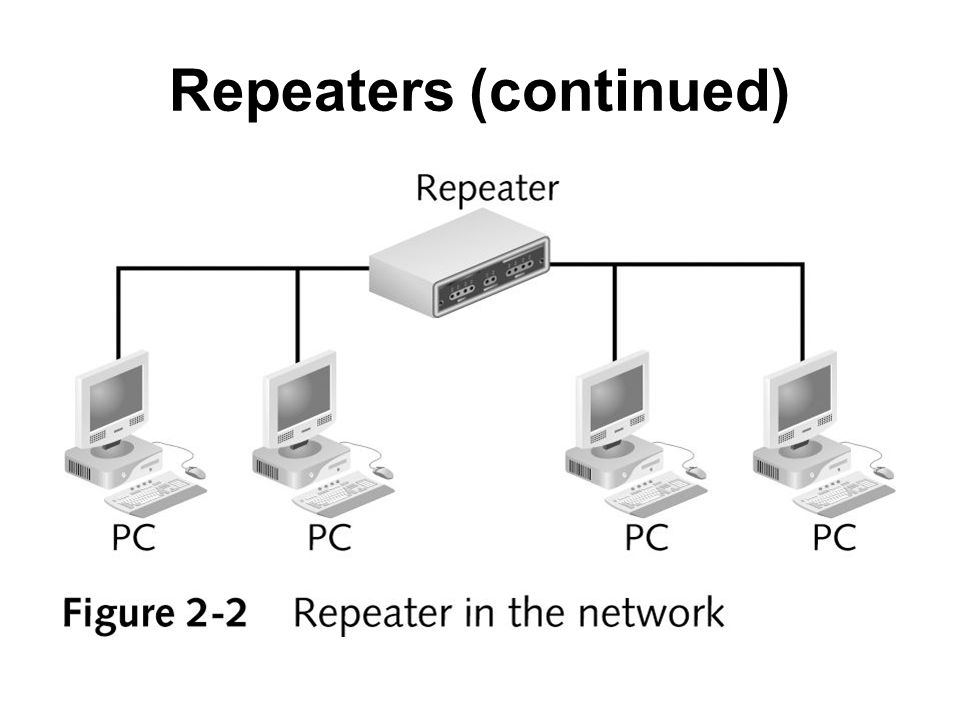 Repeaters (continued)
Repeater
PC PC PC PC
Figure 2-2 Repeater in the network